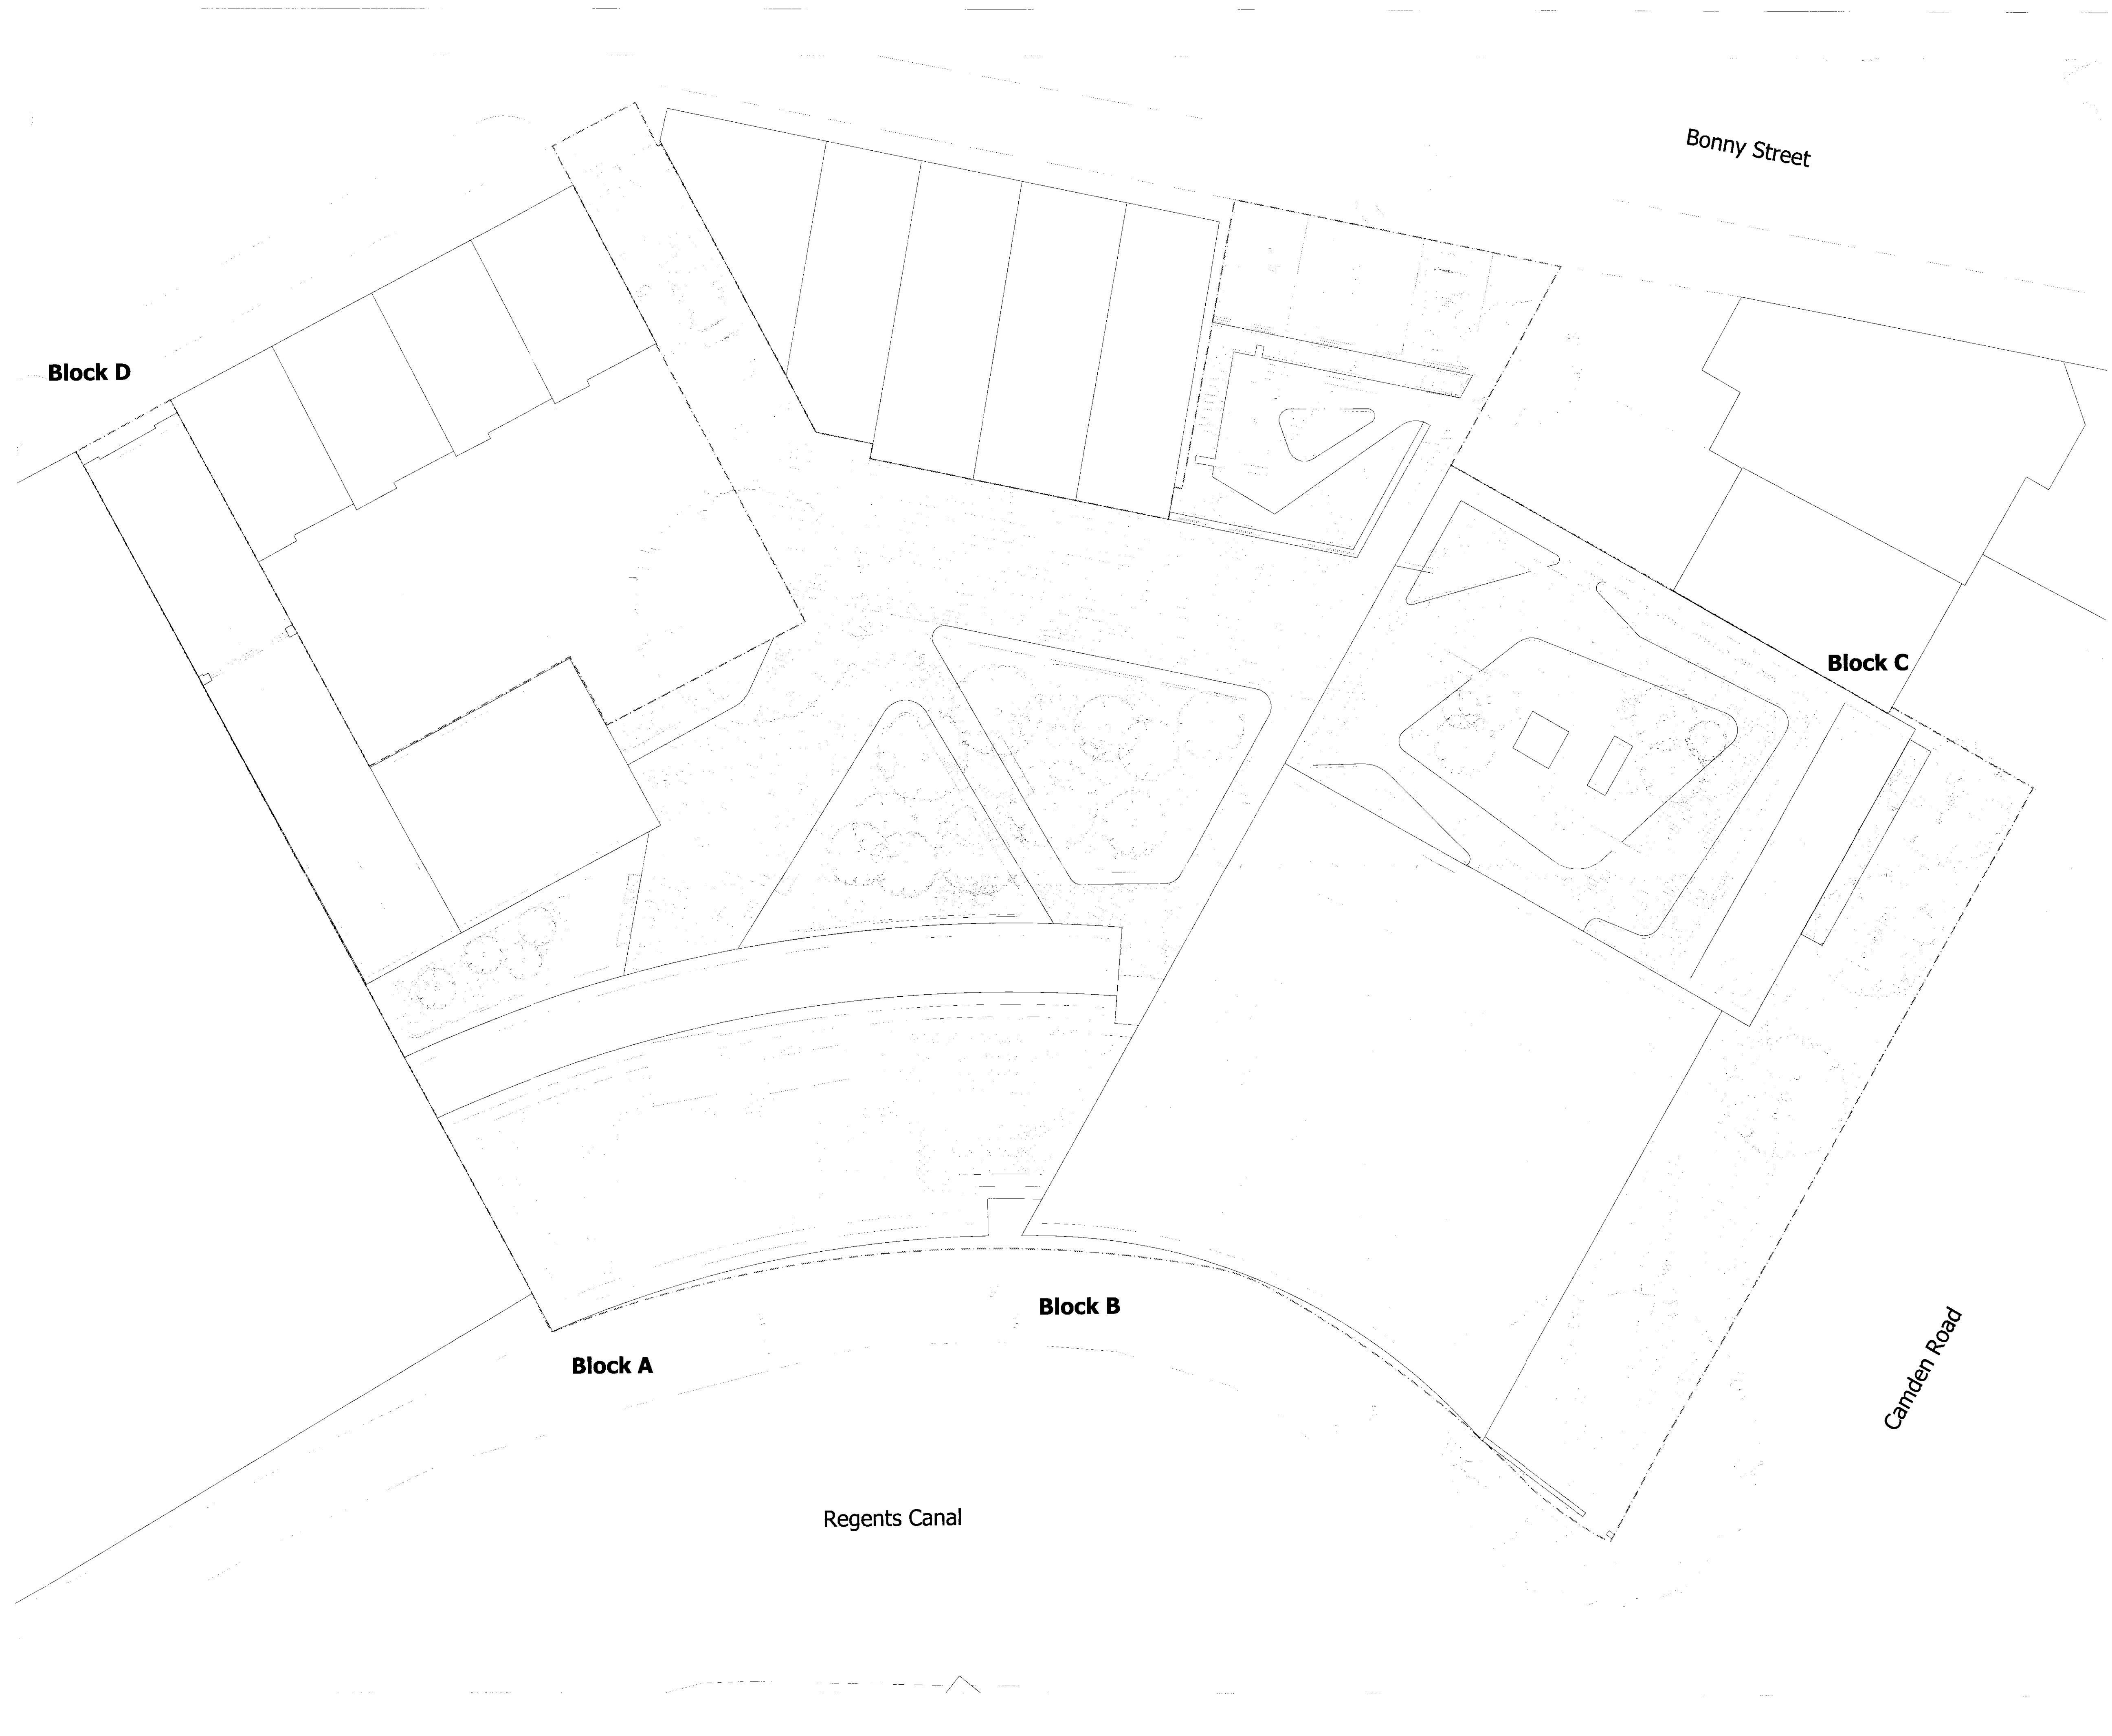 Bonny Street
Block D
Block C
Block B
Block A
Camden Road
Regents Canal